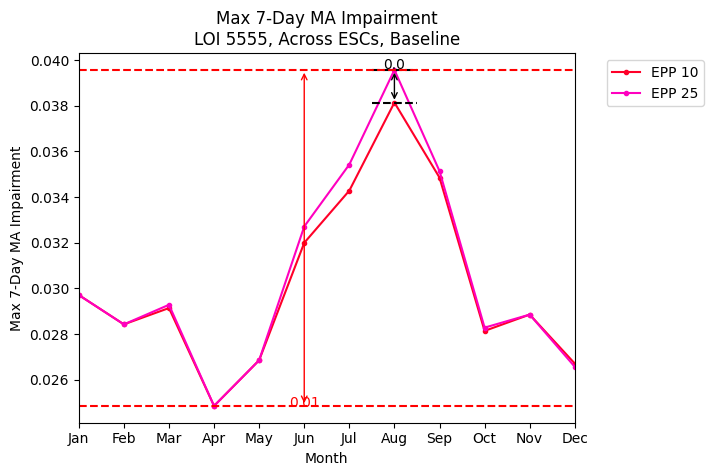 Max 7-Day MA Impairment
LOI 5555, Across ESCs, Baseline
0.040
0.038
0.036
0.034
0.032
0.030
0.028
0.026
Max 7-Day MA Impairment
0.0
0.01
EPP 10
EPP 25
Jan Feb Mar Apr May Jun Jul Aug Sep Oct Nov Dec
Month